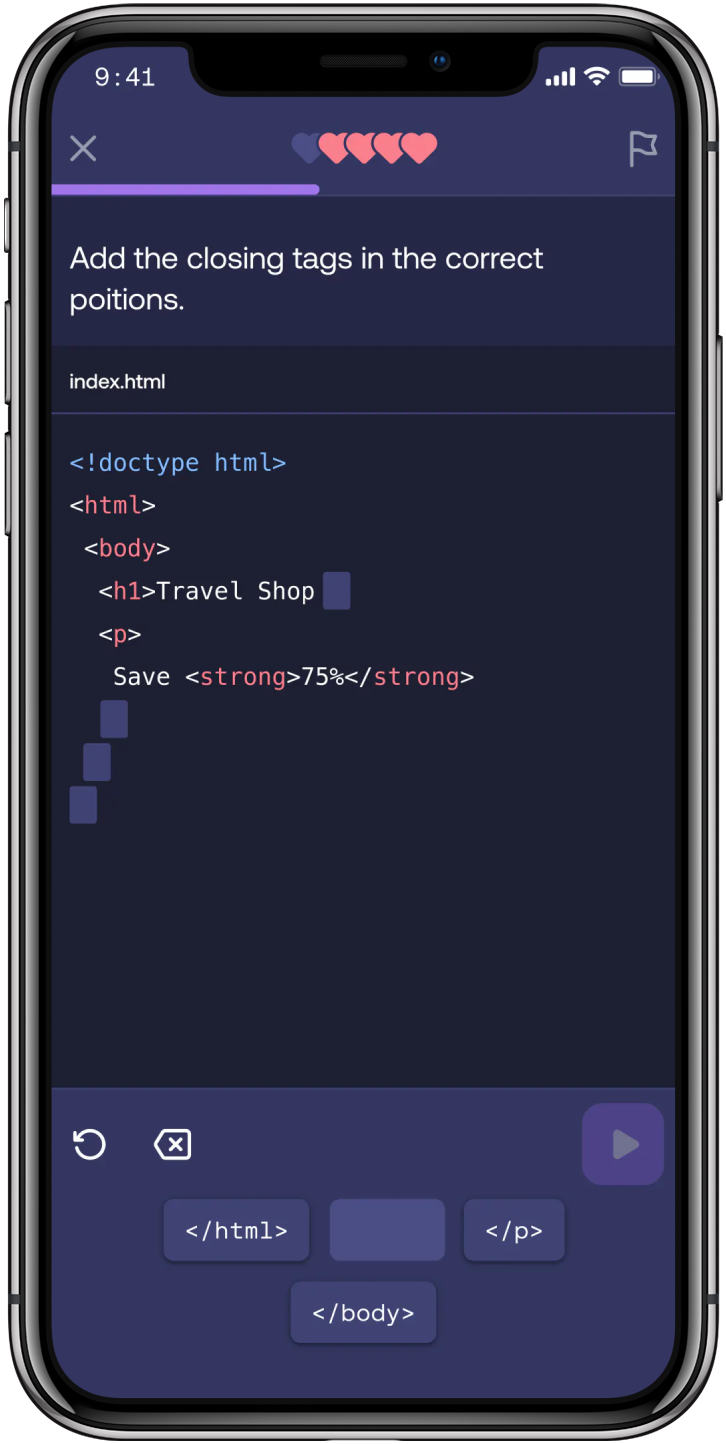 9:41
Add the closing tags in the correct
poitions.
index.html
<!doctype html>
<html>
<body>
<h1>Travel Shop
<p>
Save <strong>75%</strong>
</html> </p>
</body>